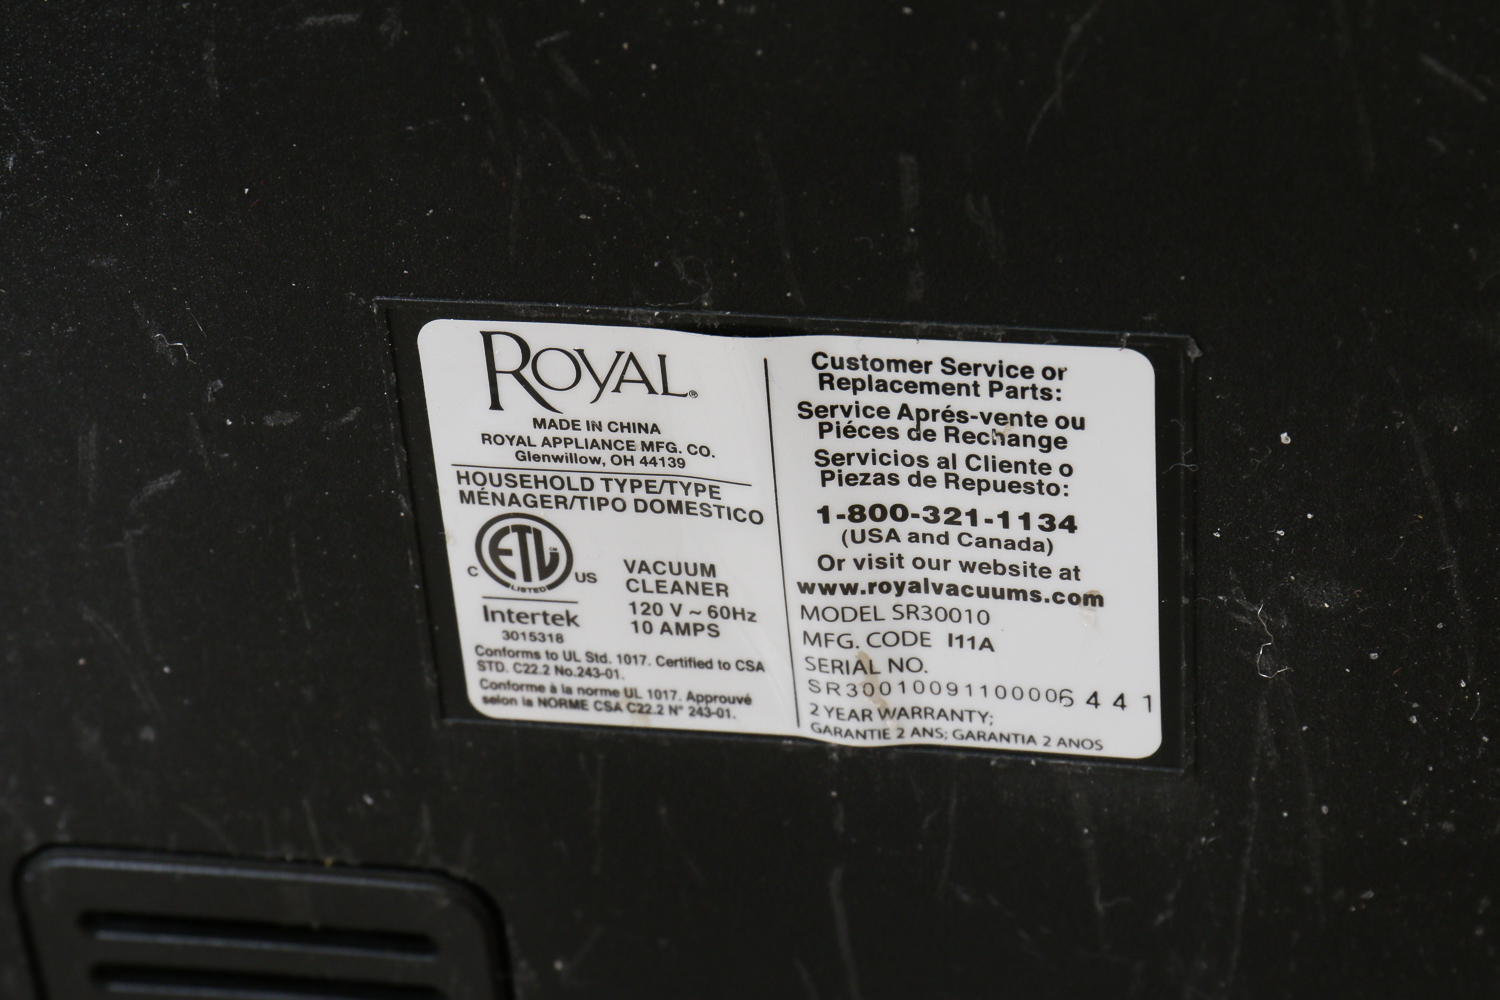 ROYAL®
MADE IN CHINA
ROYAL APPLIANCE MFG. CO.
Glenwillow, OH 44139
HOUSEHOLD TYPE/TYPE
MÉNAGER/TIPO DOMESTICO
ETL CM
LISTED
C US
Intertek
3015318
VACUUM
CLEANER
120 V ~ 60Hz
10 AMPS
Conforms to UL Std. 1017. Certified to CSA
STD. C22.2 No.243-01.
Conforme à la norme UL 1017. Approuvé
selon la NORME CSA C22.2 N° 243-01.
Customer Service or
Replacement Parts:
Service Aprés-vente ou
Piéces de Rechange
Servicios al Cliente o
Piezas de Repuesto:
1-800-321-1134
(USA and Canada)
Or visit our website at
www.royalvacuums.com
MODEL SR30010
MFG. CODE I11A
SERIAL NO.
SR30010091100006441
2 YEAR WARRANTY;
GARANTIE 2 ANS; GARANTIA 2 ANOS